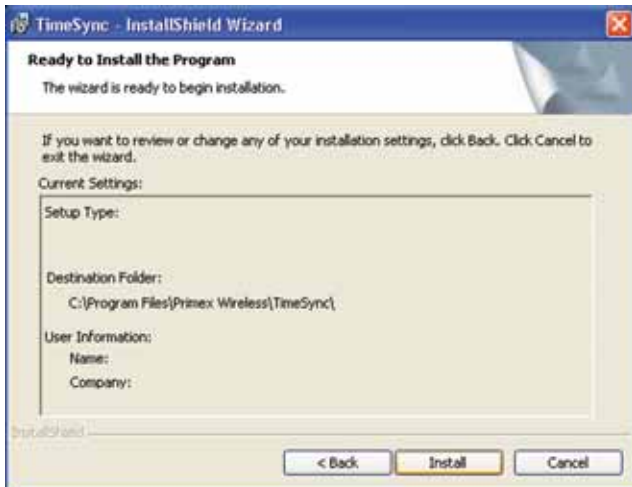 TimeSync - InstallShield Wizard
Ready to Install the Program
The wizard is ready to begin installation.
If you want to review or change any of your installation settings, click Back. Click Cancel to
exit the wizard.
Current Settings:
Setup Type:
Destination Folder:
C:\Program Files\Primex Wireless\TimeSync\
User Information:
Name:
Company:
InstallShield
< Back
Install
Cancel